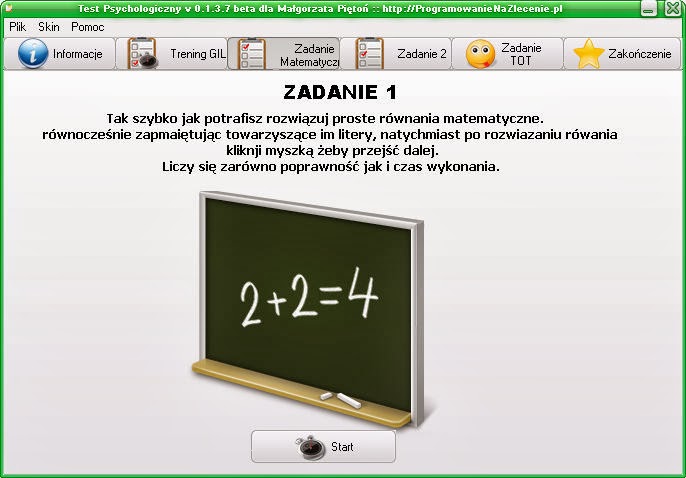 Test Psychologiczny v 0.1.3.7 beta dla Małgorzata Piętoń :: http://ProgramowanieNaZlecenie.pl
Plik Skin Pomoc
Informacje
Trening GIL
Zadanie
Matematyczn
Zadanie 2
Zadanie
TOT
Zakończenie
ZADANIE 1
Tak szybko jak potrafisz rozwiązuj proste równania matematyczne.
równocześnie zapmaiętując towarzyszące im litery, natychmiast po rozwiazaniu rówania
kliknji myszką żeby przejść dalej.
Liczy się zarówno poprawność jak i czas wykonania.
2+2=4
Start